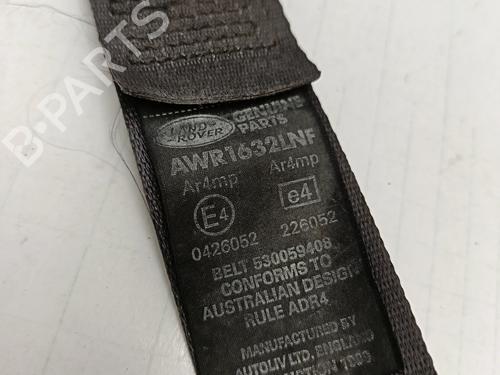 LAND-
ROVER
GENUINE
PARTS
AWR1632LNF
Ar4mp Ar4mp
E4 e4
0426052 226052
BELT 530059408
CONFORMS TO
AUSTRALIAN DESIGN
RULE ADR4
MANUFACTURED BY
AUTOLIV LTD, ENGLAND
B-PARTS